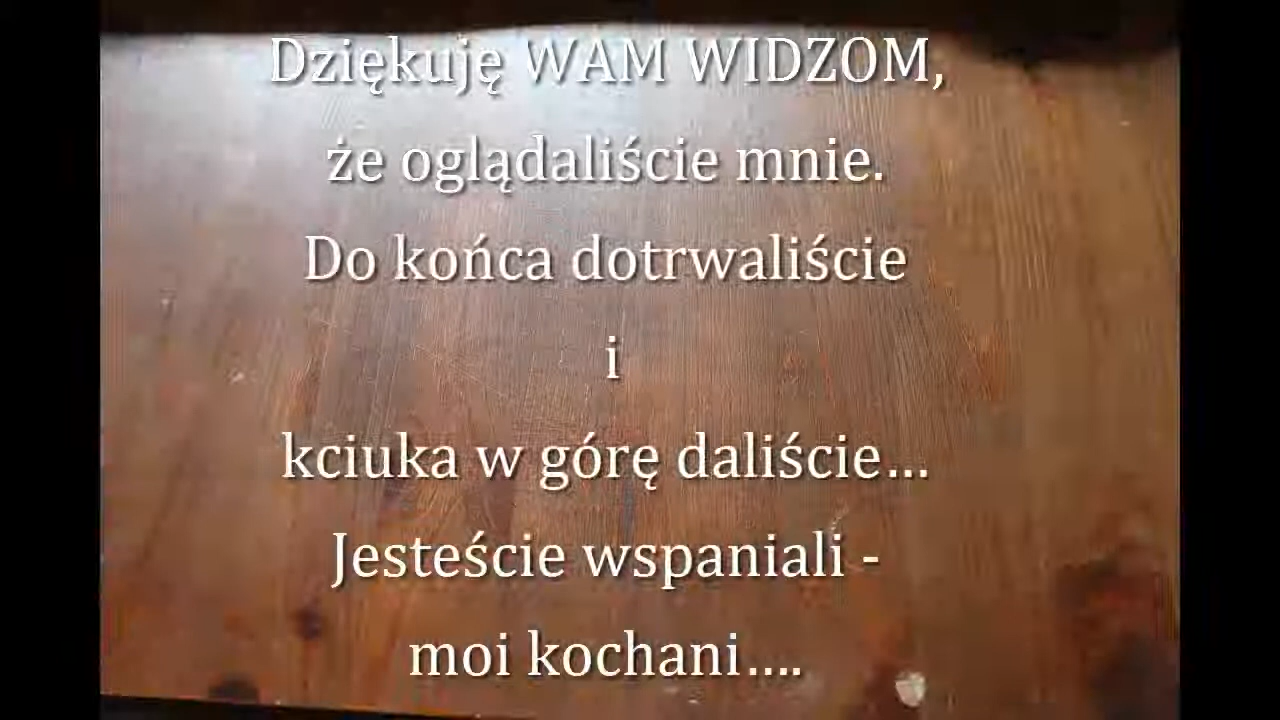 Dziękuję WAM WIDZOM,
że oglądaliście mnie.
Do końca dotrwaliście
i
kciuka w górę daliście...
Jesteście wspaniali -
moi kochani....